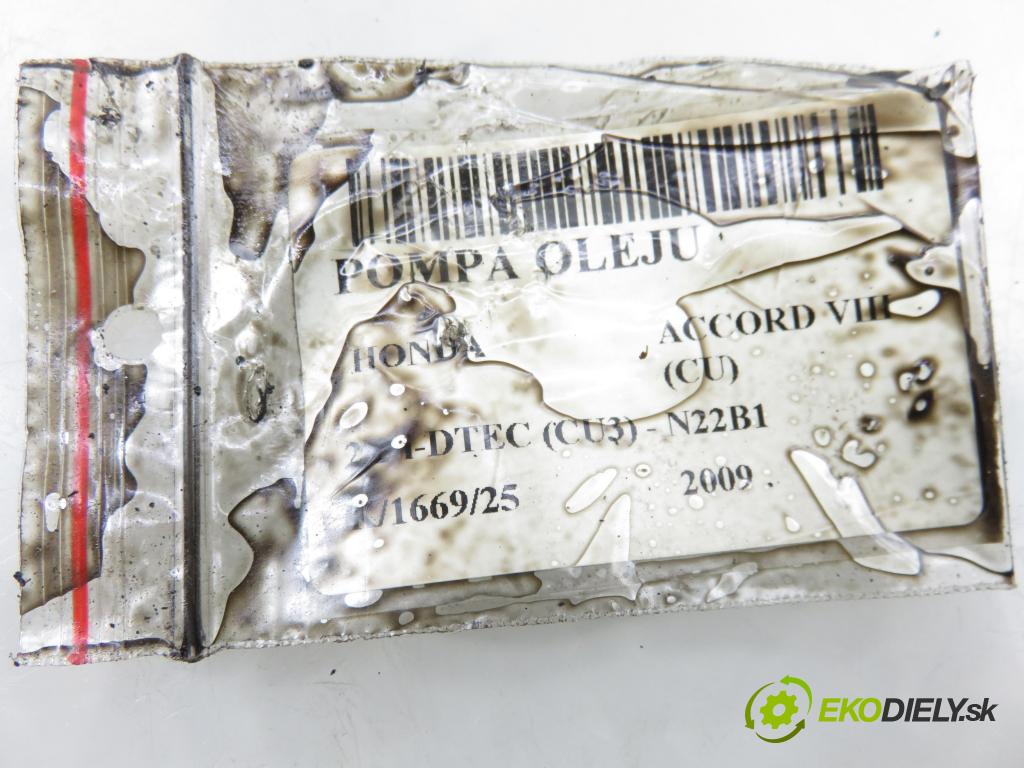 POMPA OLEJU
HONDA ACCORD VIII
(CU)
I-DTEC (CU3) - N22B1
/1669/25 2009
EKODIELY.sk